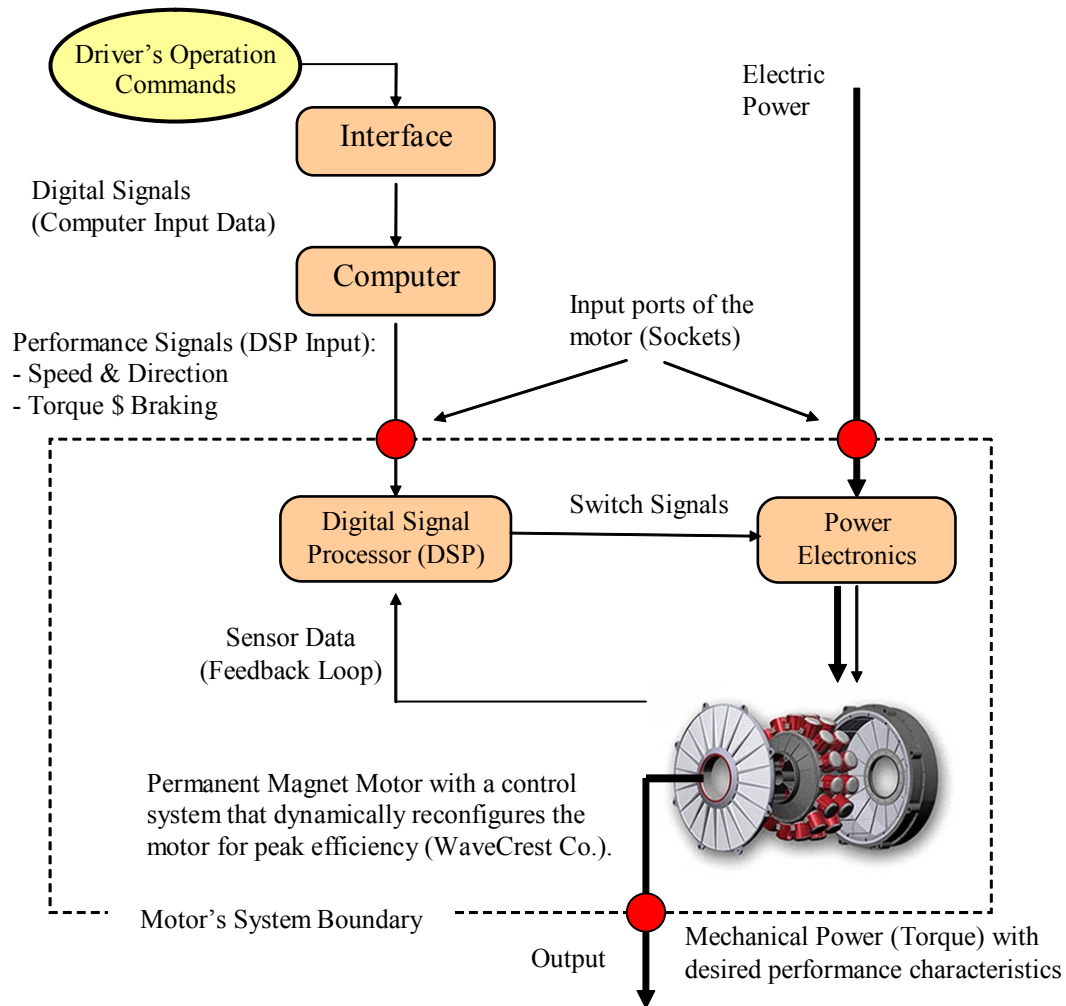 Driver's Operation
Commands
Electric
Power
Interface
Digital Signals
(Computer Input Data)
Computer
Input ports of the
motor (Sockets)
Performance Signals (DSP Input):
- Speed & Direction
- Torque $ Braking
Digital Signal
Processor (DSP)
Switch Signals
Power
Electronics
Sensor Data
(Feedback Loop)
Permanent Magnet Motor with a control
system that dynamically reconfigures the
motor for peak efficiency (WaveCrest Co.).
Motor's System Boundary
Output
Mechanical Power (Torque) with
desired performance characteristics